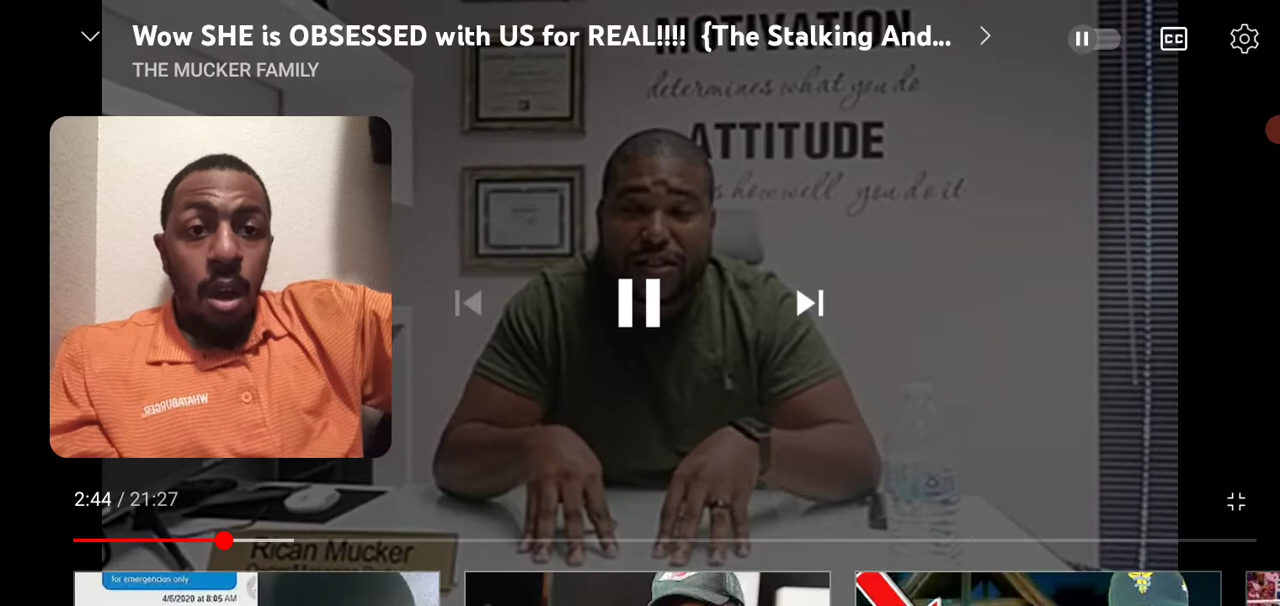 Wow SHE is OBSESSED with US for REAL!!!! {The Stalking And...
THE MUCKER FAMILY
CC
MOTIVATION
determines what you do
ATTITUDE
how well you do it
WHATABURGER
2:44 / 21:27
Rican Mucker
for emergencies only
4/6/2020 at 8:05 AM